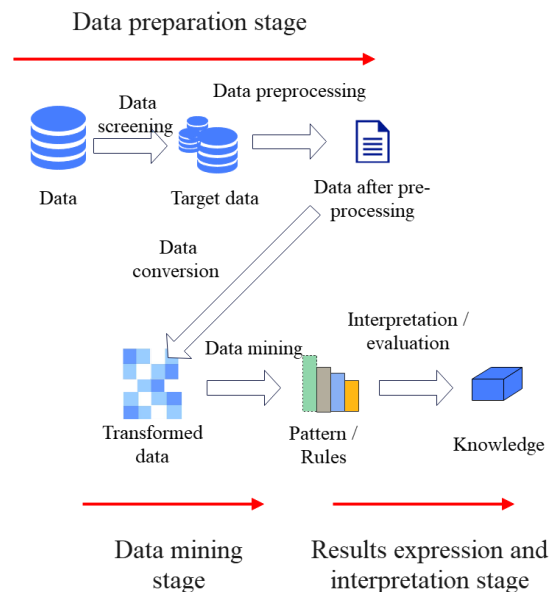 Data preparation stage
Data
screening
Data preprocessing
Data
Target data
Data after pre-
processing
Data
conversion
Data mining
Interpretation /
evaluation
Transformed
data
Pattern /
Rules
Knowledge
Data mining
stage
Results expression and
interpretation stage